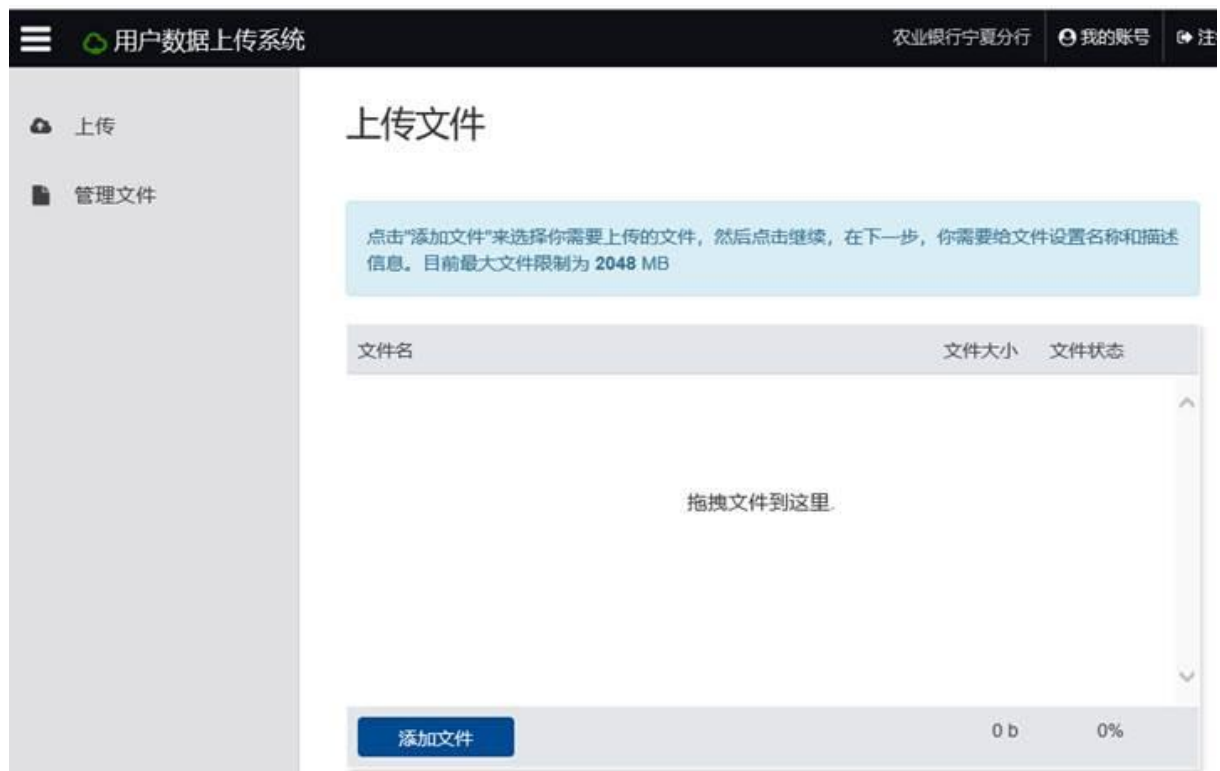 用户数据上传系统
农业银行宁夏分行
我的账号
注
上传
管理文件
上传文件
点击"添加文件"来选择你需要上传的文件，然后点击继续，在下一步，你需要给文件设置名称和描述
信息。目前最大文件限制为 2048 MB
文件名 文件大小 文件状态
拖拽文件到这里.
添加文件 0 b 0%